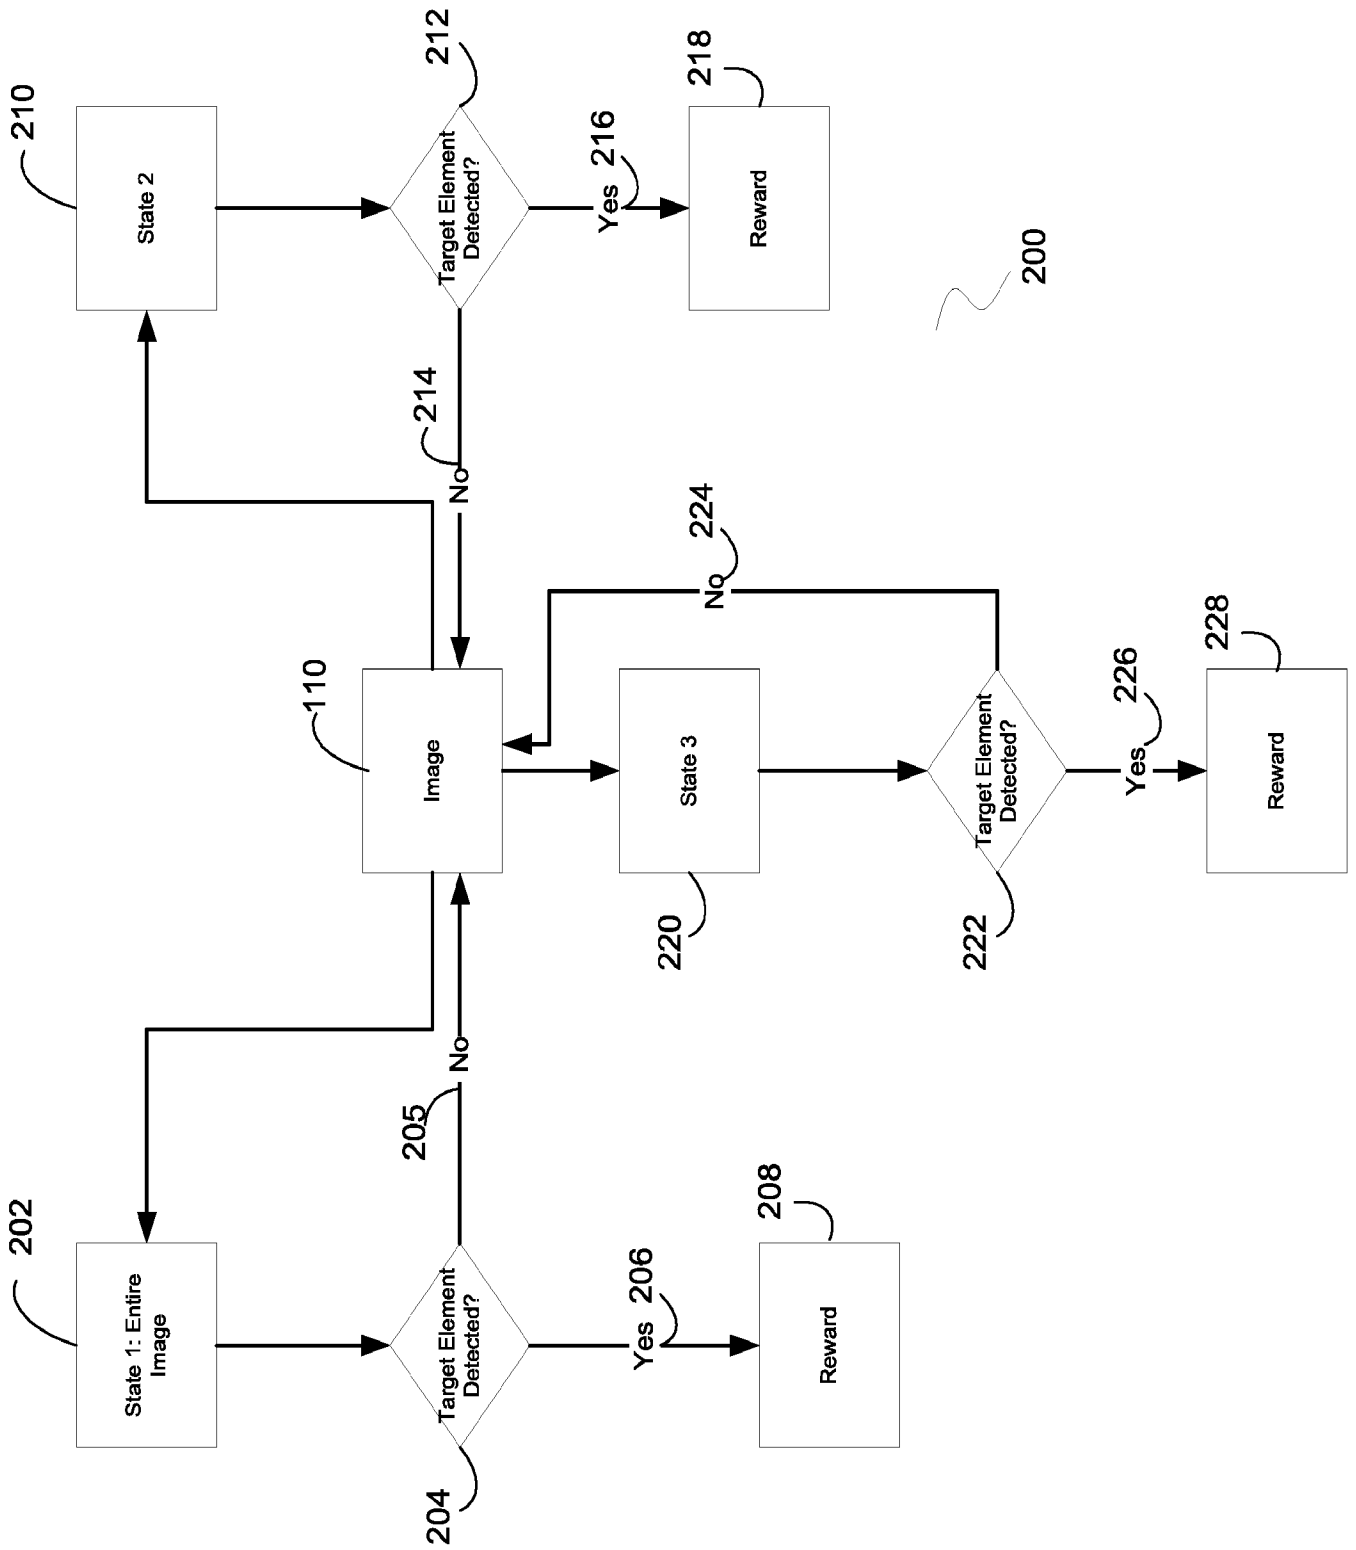 202
State 1: Entire
Image
204
Target Element
Detected?
205
No
206
Yes
208
Reward
110
Image
210
State 2
212
Target Element
Detected?
214
No
216
Yes
218
Reward
220
State 3
222
Target Element
Detected?
224
No
226
Yes
228
Reward
200